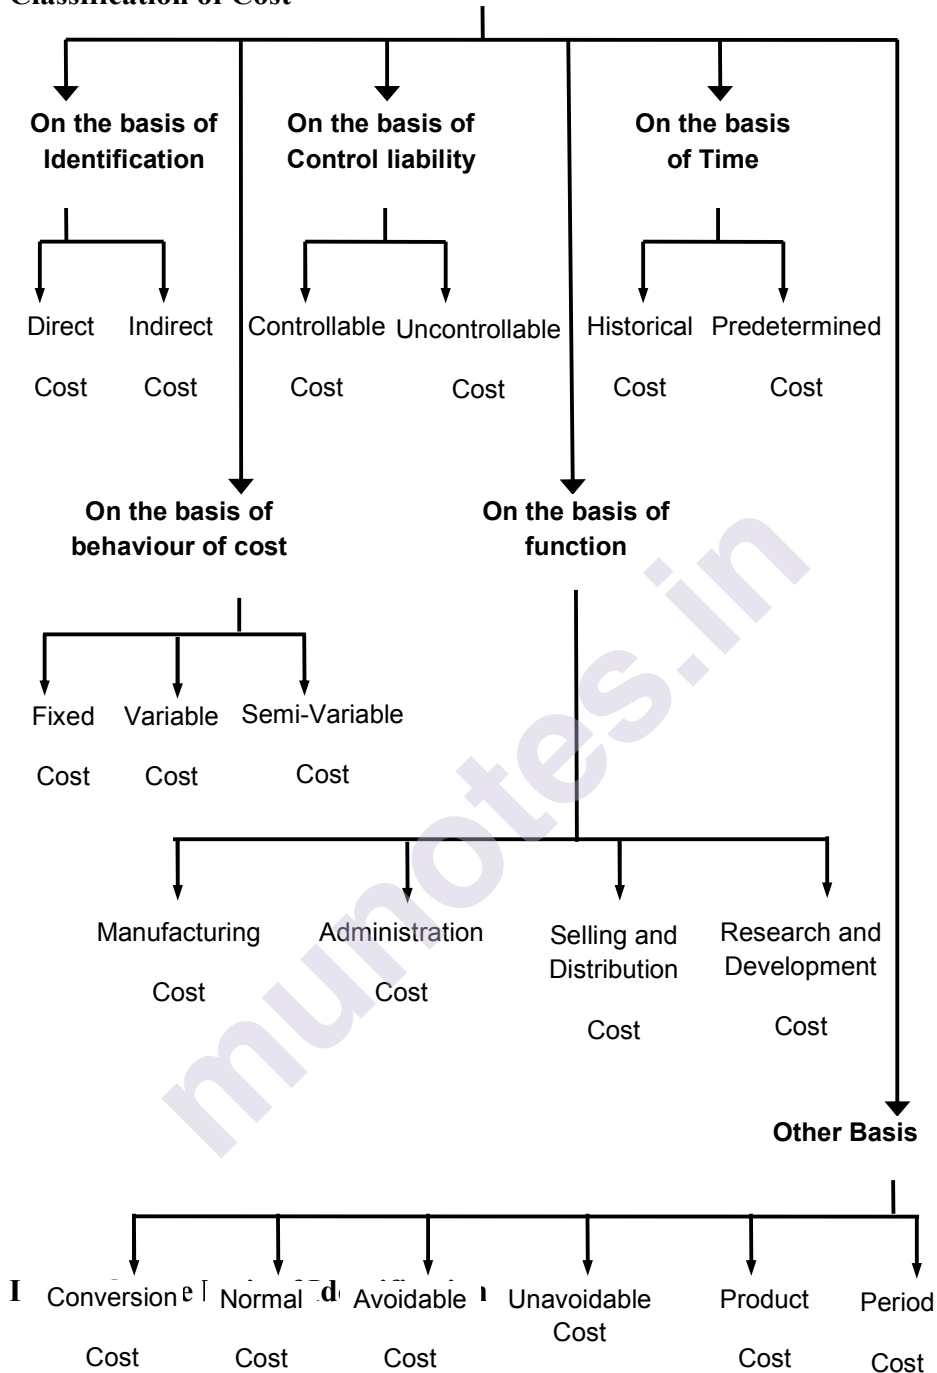 Classification of Cost
On the basis of
Identification
On the basis of
Control liability
On the basis
of Time
Direct
Cost
Indirect
Cost
Controllable
Cost
Uncontrollable
Cost
Historical
Cost
Predetermined
Cost
On the basis of
behaviour of cost
On the basis of
function
Fixed
Cost
Variable
Cost
Semi-Variable
Cost
Manufacturing
Cost
Administration
Cost
Selling and
Distribution
Cost
Research and
Development
Cost
Other Basis
I
Conversion
Cost
Normal
Cost
Avoidable
Cost
Unavoidable
Cost
Product
Cost
Period
Cost
munotes.in